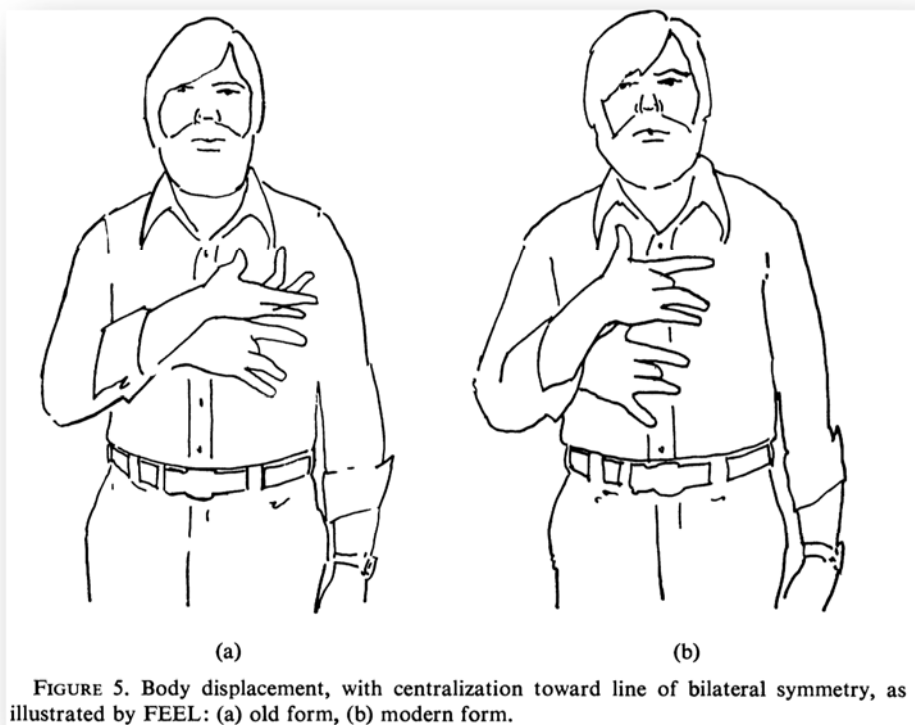 (a)
(b)
FIGURE 5. Body displacement, with centralization toward line of bilateral symmetry, as
illustrated by FEEL: (a) old form, (b) modern form.